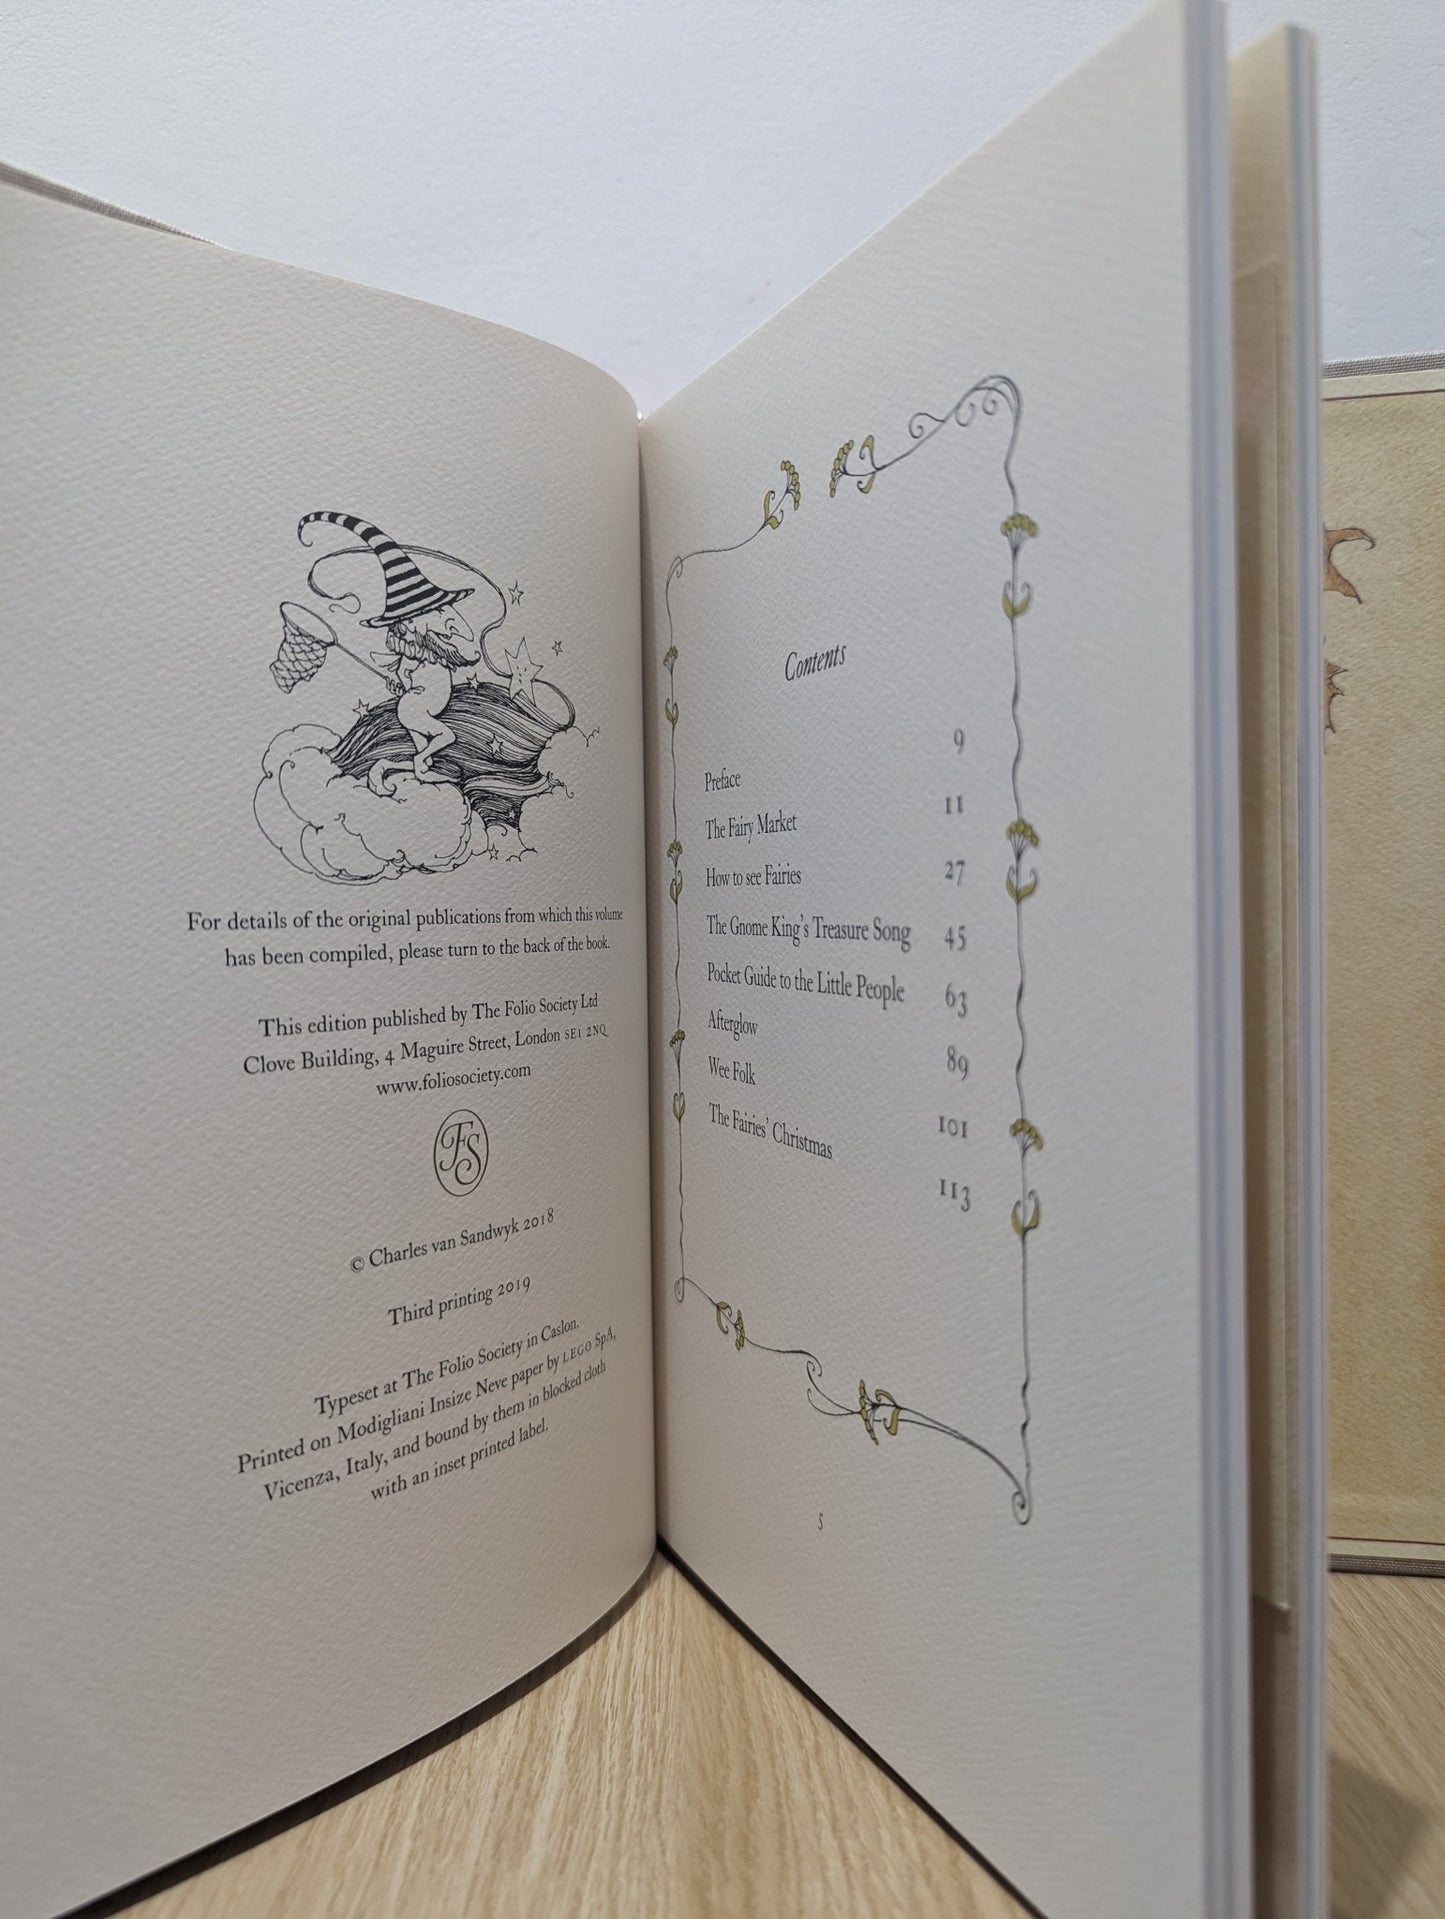 For details of the original publications from which this volume
has been compiled, please turn to the back of the book.
This edition published by The Folio Society Ltd
Clove Building, 4 Maguire Street, London SE1 2NQ
www.foliosociety.com
FS
© Charles van Sandwyk 2018
Third printing 2019
Typeset at The Folio Society in Caslon.
Printed on Modigliani Insize Neve paper by LEGO SpA,
Vicenza, Italy, and bound by them in blocked cloth
with an inset printed label.
Contents
Preface 9
The Fairy Market 11
How to see Fairies 27
The Gnome King's Treasure Song 45
Pocket Guide to the Little People 63
Afterglow 89
Wee Folk 101
The Fairies' Christmas 113
5